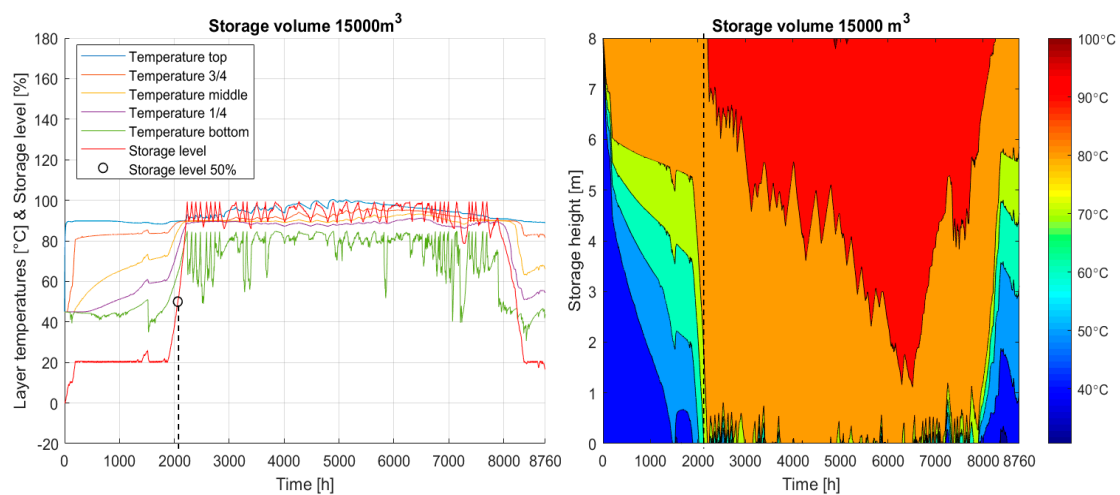 Storage volume 15000m³
180
160
140
120
100
80
60
40
20
0
-20
Layer temperatures [°C] & Storage level [%]
Temperature top
Temperature 3/4
Temperature middle
Temperature 1/4
Temperature bottom
Storage level
Storage level 50%
0 1000 2000 3000 4000 5000 6000 7000 8000 8760
Time [h]
Storage volume 15000 m³
8
7
6
5
4
3
2
1
0
Storage height [m]
0 1000 2000 3000 4000 5000 6000 7000 8000 8760
Time [h]
100°C
90°C
80°C
70°C
60°C
50°C
40°C